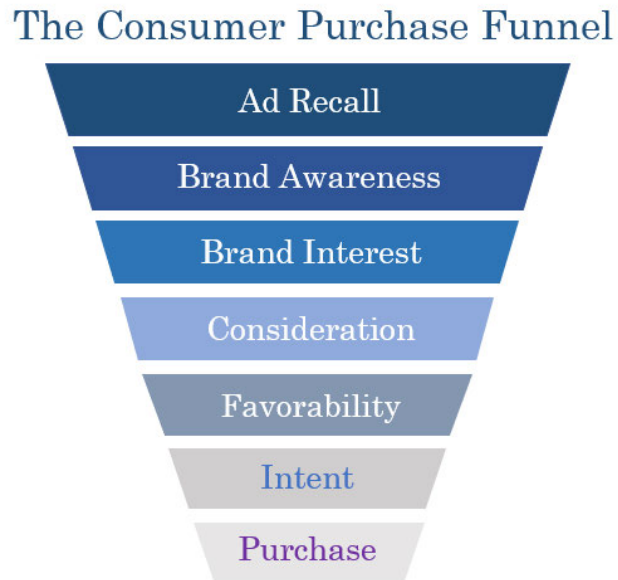 The Consumer Purchase Funnel
Ad Recall
Brand Awareness
Brand Interest
Consideration
Favorability
Intent
Purchase